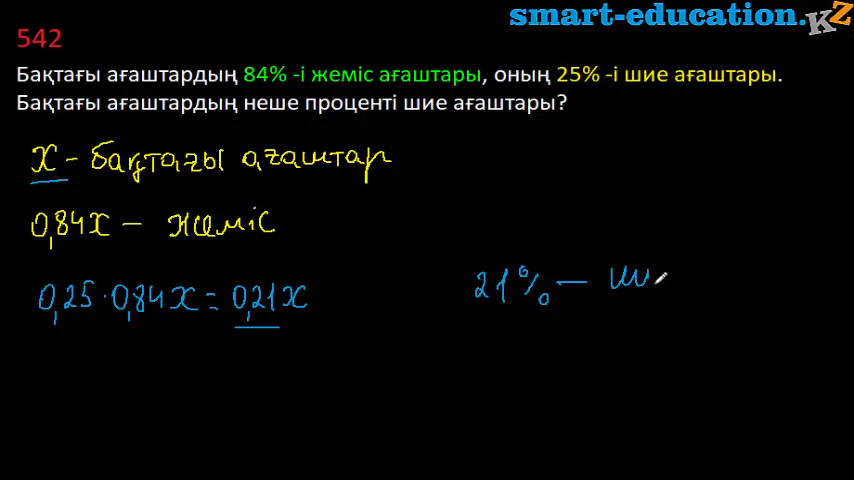 smart-education.KZ
542
Бақтағы ағаштардың 84% -і жеміс ағаштары, оның 25% -і шие ағаштары.
Бақтағы ағаштардың неше проценті шие ағаштары?
x - бақтағы ағаштар
0,84x - жеміс
0,25 · 0,84x = 0,21x
21% - ши